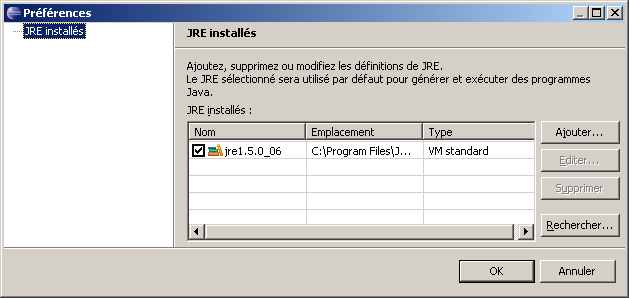 Préférences
JRE installés
JRE installés
Ajoutez, supprimez ou modifiez les définitions de JRE.
Le JRE sélectionné sera utilisé par défaut pour générer et exécuter des programmes
Java.
JRE installés :
Nom Emplacement Type
jre1.5.0_06 C:\Program Files\J... VM standard
Ajouter...
Editer...
Supprimer
Rechercher...
OK Annuler